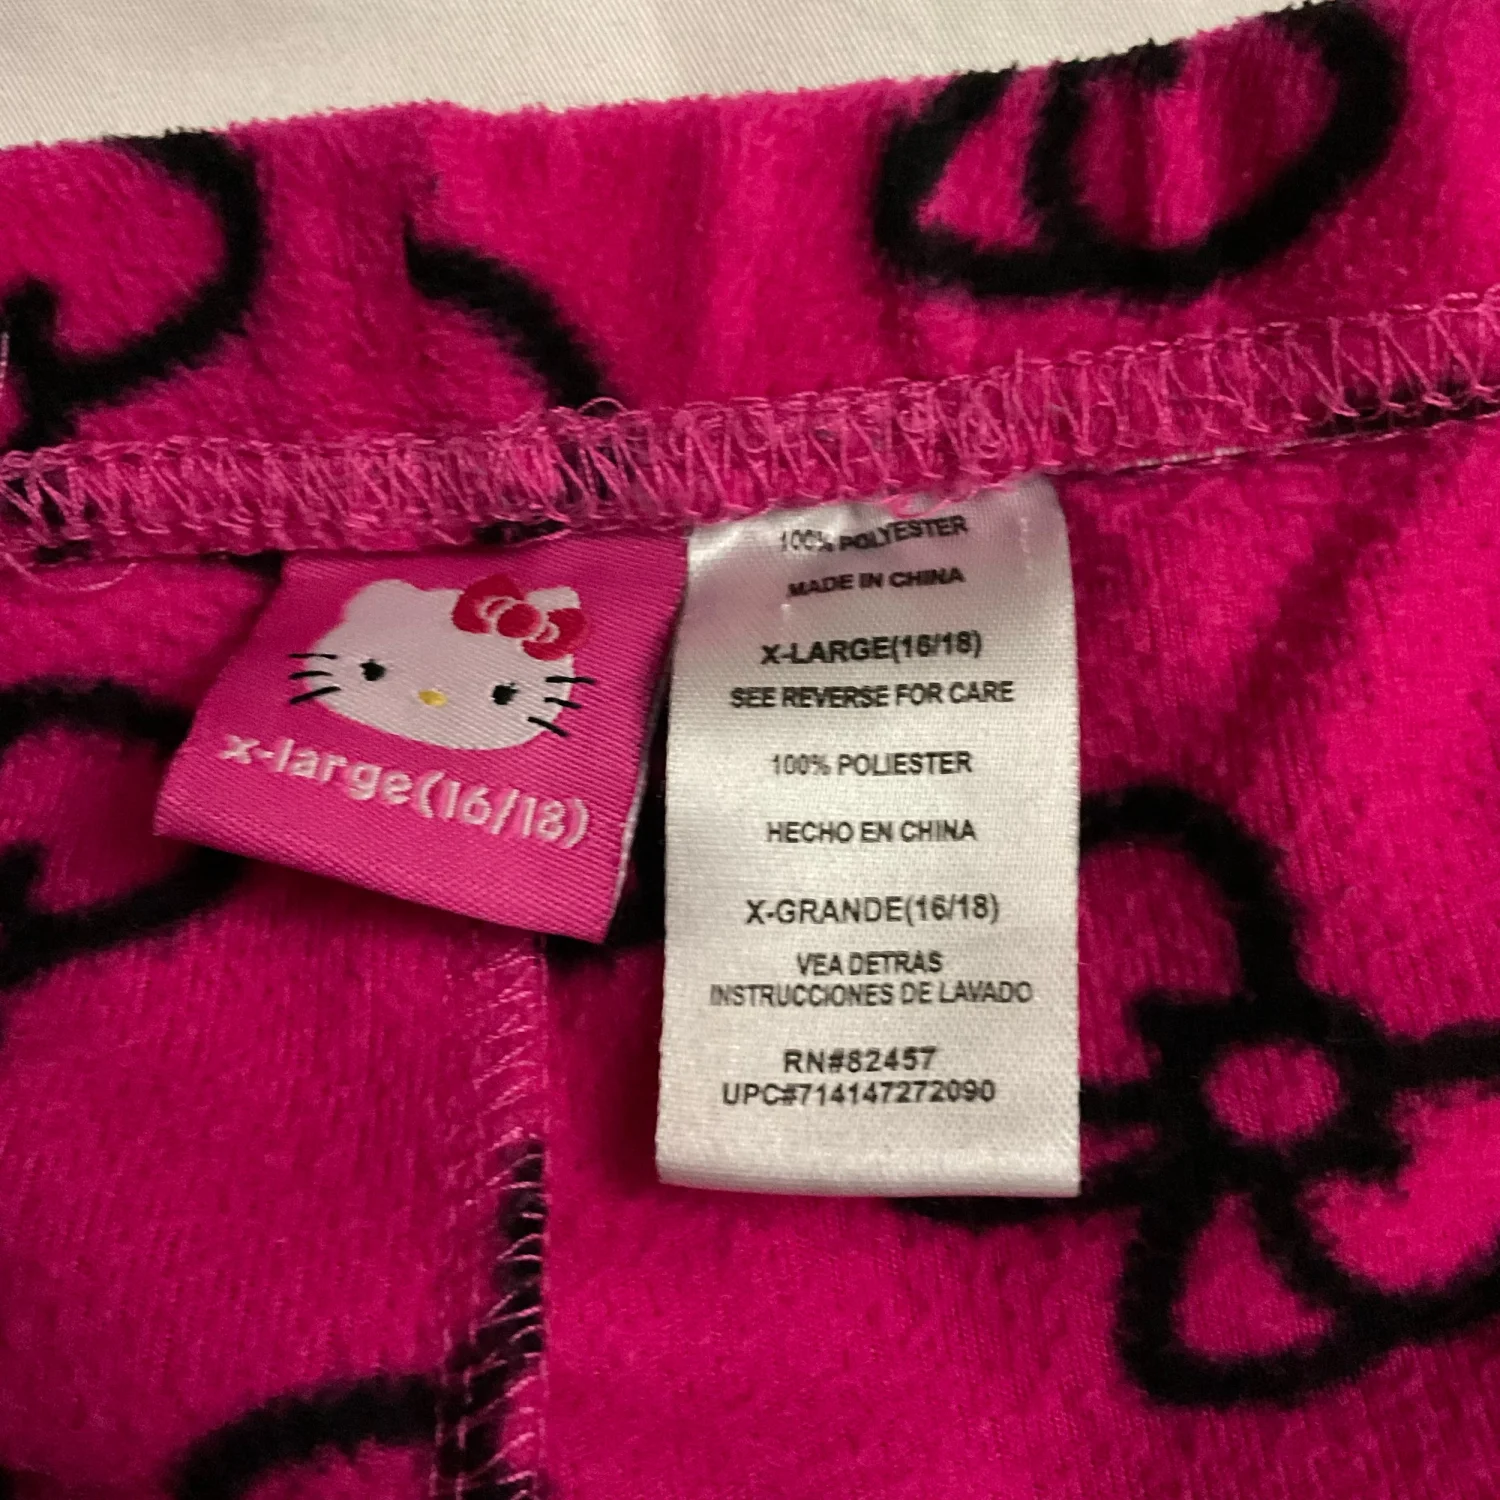 x-large(16/18)
100% POLYESTER
MADE IN CHINA
X-LARGE(16/18)
SEE REVERSE FOR CARE
100% POLIESTER
HECHO EN CHINA
X-GRANDE(16/18)
VEA DETRAS
INSTRUCCIONES DE LAVADO
RN#82457
UPC#714147272090